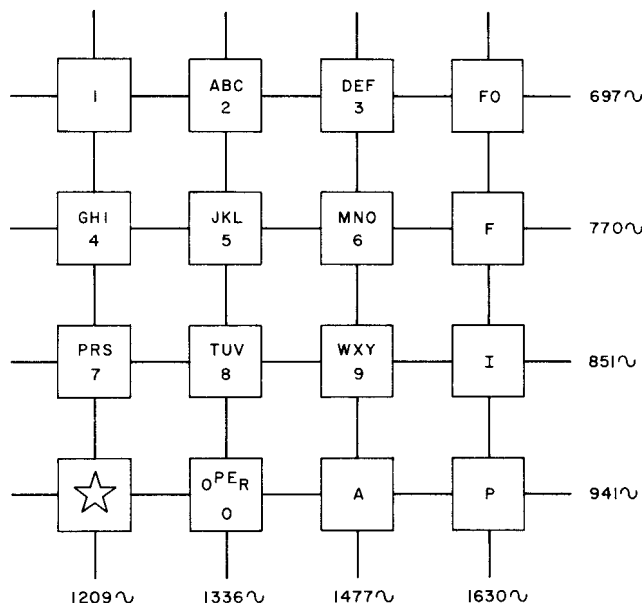 1 ABC DEF FO 697~
2 3
GHI JKL MNO F 770~
4 5 6
PRS TUV WXY I 851~
7 8 9
OPER A P 941~
0
1209~ 1336~ 1477~ 1630~